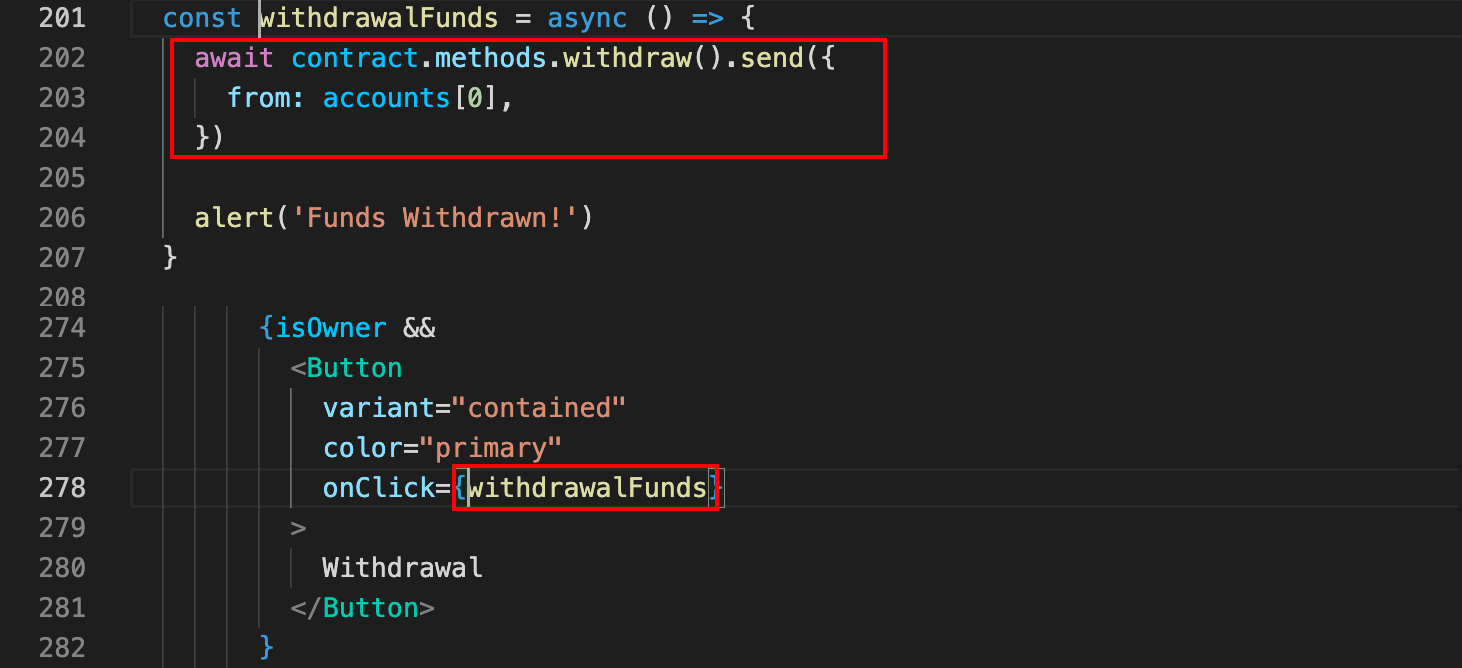 201 const withdrawalFunds = async () => {
202 await contract.methods.withdraw().send({
203 from: accounts[0],
204 })
205
206 alert('Funds Withdrawn!')
207 }
208
274 {isOwner &&
275 <Button
276 variant="contained"
277 color="primary"
278 onClick={withdrawalFunds}
279 >
280 Withdrawal
281 </Button>
282 }